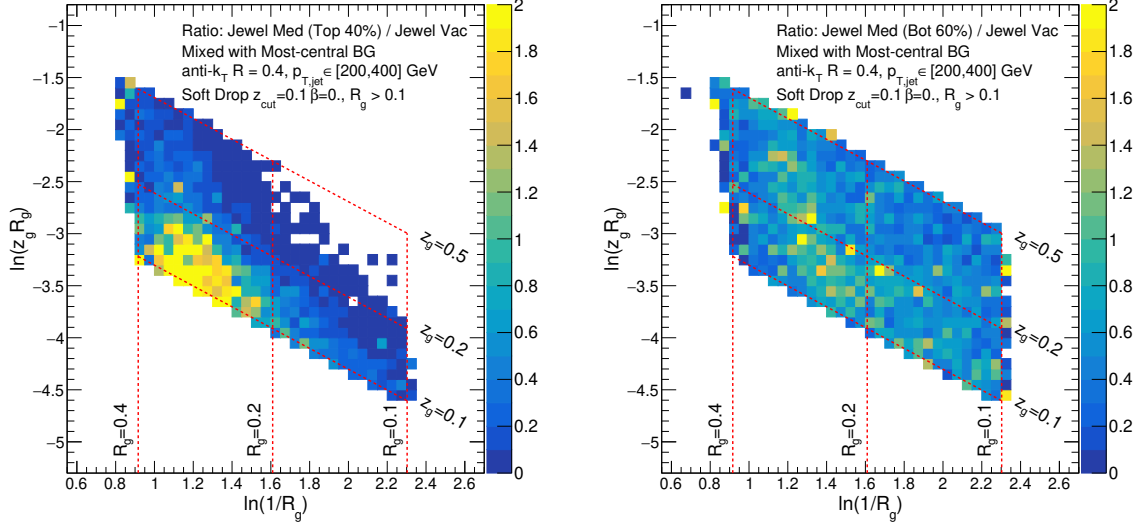 Ratio: Jewel Med (Top 40%) / Jewel Vac
Mixed with Most-central BG
anti-k_T R = 0.4, p_T,jet ∈ [200,400] GeV
Soft Drop z_cut=0.1 β=0., R_g > 0.1
ln(z_g R_g)
−1
−1.5
−2
−2.5
−3
−3.5
−4
−4.5
−5
z_g=0.5
z_g=0.2
z_g=0.1
R_g=0.4
R_g=0.2
R_g=0.1
0.6 0.8 1 1.2 1.4 1.6 1.8 2 2.2 2.4 2.6
ln(1/R_g)
2
1.8
1.6
1.4
1.2
1
0.8
0.6
0.4
0.2
0
Ratio: Jewel Med (Bot 60%) / Jewel Vac
Mixed with Most-central BG
anti-k_T R = 0.4, p_T,jet ∈ [200,400] GeV
Soft Drop z_cut=0.1 β=0., R_g > 0.1
ln(z_g R_g)
−1
−1.5
−2
−2.5
−3
−3.5
−4
−4.5
−5
z_g=0.5
z_g=0.2
z_g=0.1
R_g=0.4
R_g=0.2
R_g=0.1
0.6 0.8 1 1.2 1.4 1.6 1.8 2 2.2 2.4 2.6
ln(1/R_g)
2
1.8
1.6
1.4
1.2
1
0.8
0.6
0.4
0.2
0